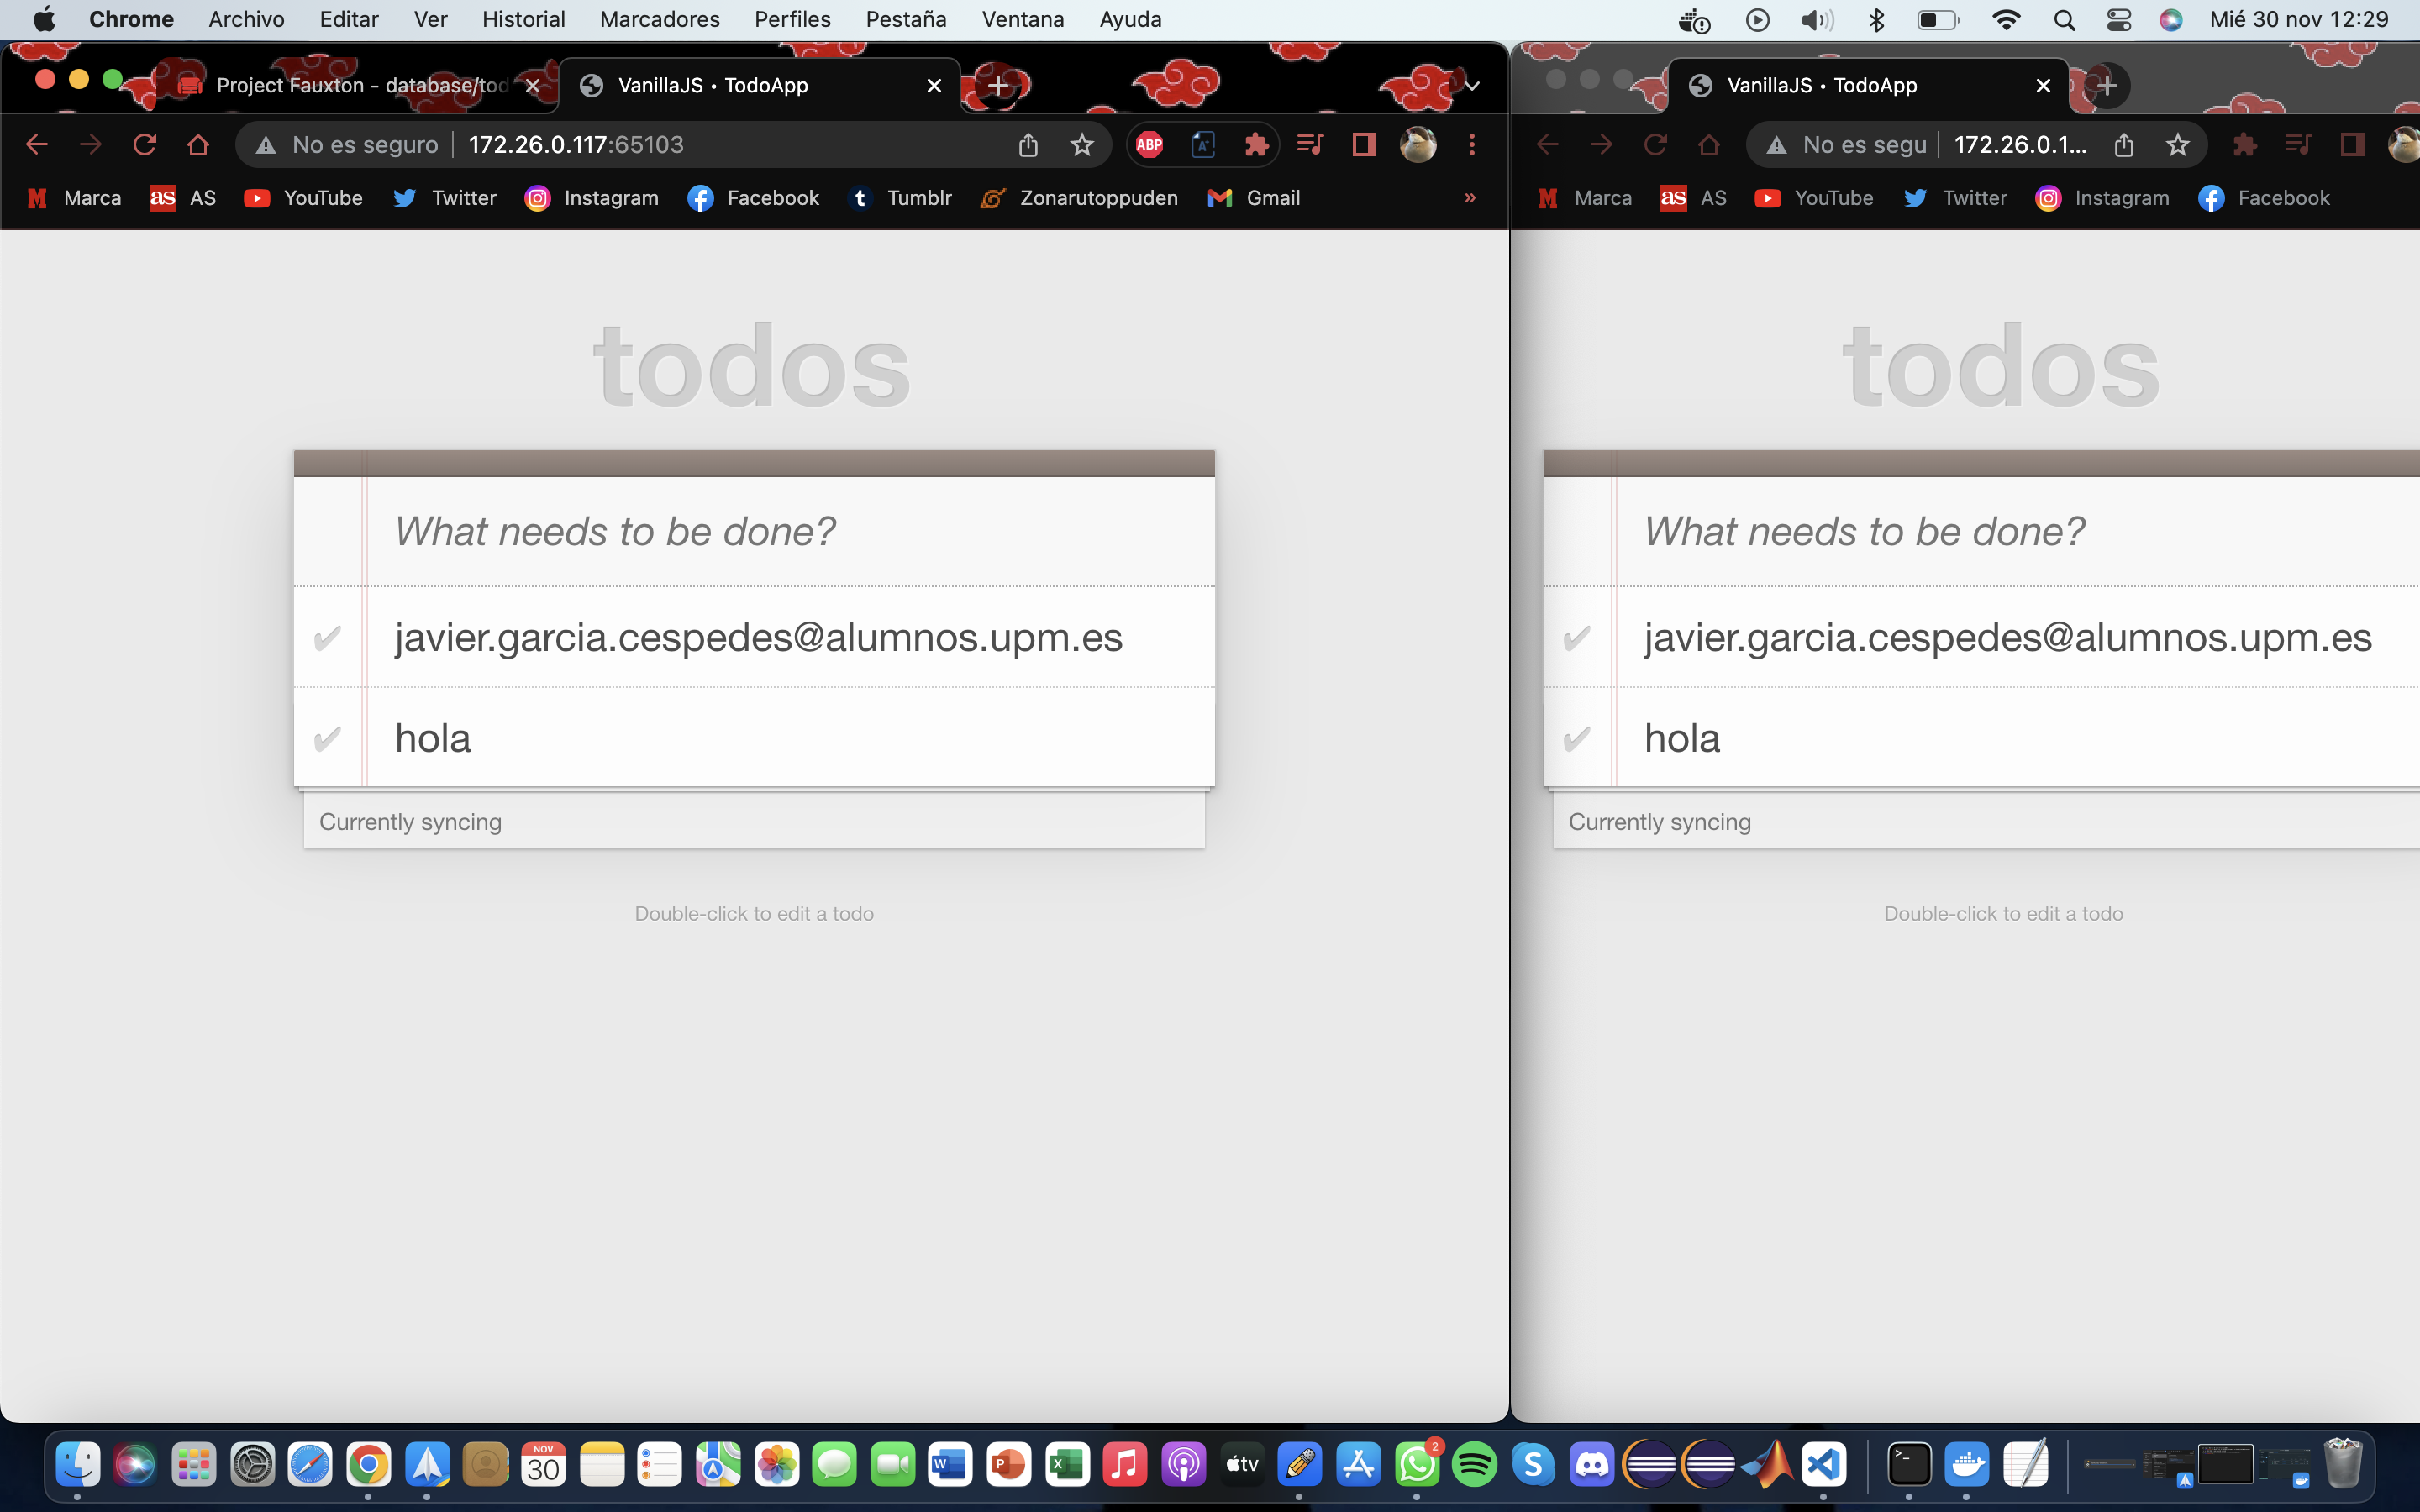 Chrome Archivo Editar Ver Historial Marcadores Perfiles Pestaña Ventana Ayuda Mié 30 nov 12:29
Project Fauxton - database/tod
VanillaJS • TodoApp
No es seguro 172.26.0.117:65103 ABP
Marca AS YouTube Twitter Instagram Facebook Tumblr Zonarutoppuden Gmail »
todos
What needs to be done?
javier.garcia.cespedes@alumnos.upm.es
hola
Currently syncing
Double-click to edit a todo
VanillaJS • TodoApp
No es segu 172.26.0.1...
Marca AS YouTube Twitter Instagram Facebook
todos
What needs to be done?
javier.garcia.cespedes@alumnos.upm.es
hola
Currently syncing
Double-click to edit a todo
NOV
30
tv
2